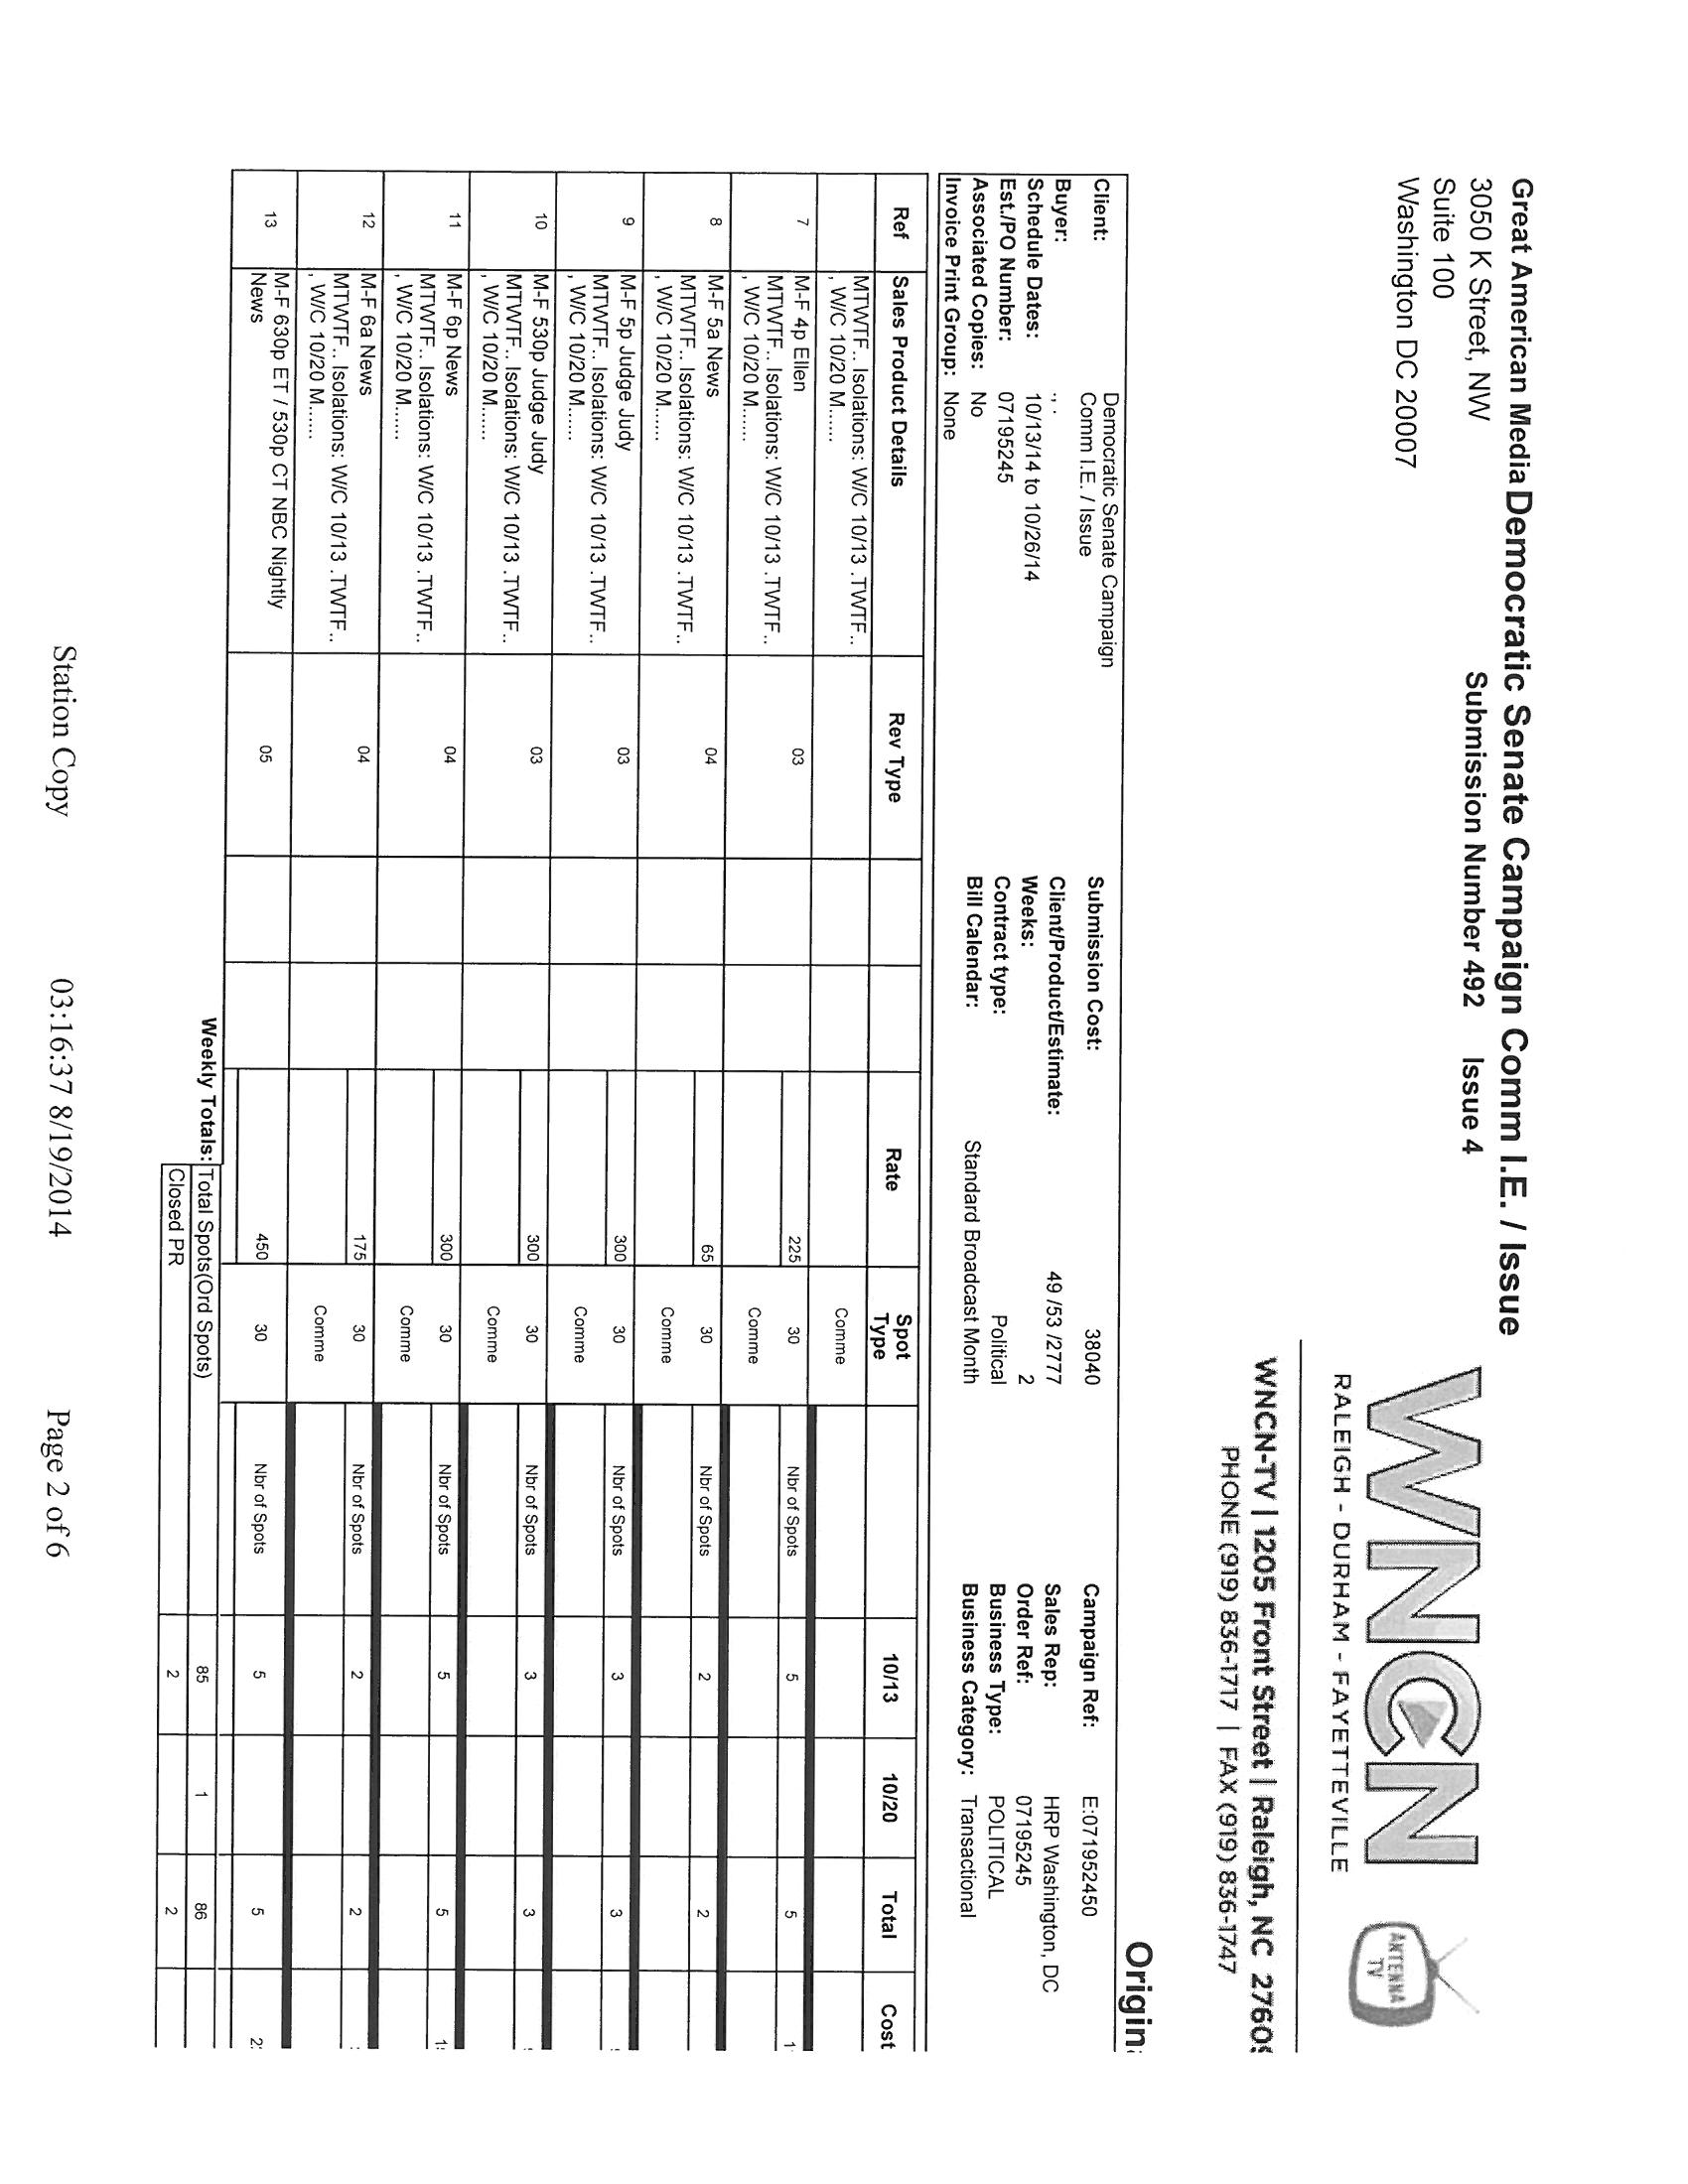 Great American Media Democratic Senate Campaign Comm I.E. / Issue
3050 K Street, NW
Suite 100
Washington DC 20007
Submission Number 492 Issue 4
WNCN
RALEIGH - DURHAM - FAYETTEVILLE
ANTENNA
TV
WNCN-TV | 1205 Front Street | Raleigh, NC
PHONE (919) 836-1717 | FAX (919) 836-1747
Client: Democratic Senate Campaign
Comm I.E. / Issue
Buyer: , .
Schedule Dates: 10/13/14 to 10/26/14
Est./PO Number: 07195245
Associated Copies: No
Invoice Print Group: None
Submission Cost: 38040
Client/Product/Estimate: 49 /53 /2777
Weeks: 2
Contract type: Political
Bill Calendar: Standard Broadcast Month
Campaign Ref: E:071952450
Sales Rep: HRP Washington, DC
Order Ref: 07195245
Business Type: POLITICAL
Business Category: Transactional
Ref Sales Product Details Rev Type Rate Spot Type 10/13 10/20 Total Cost
MTWTF.. Isolations: W/C 10/13 .TWTF.. Comme
, W/C 10/20 M......
7 M-F 4p Ellen 03 225 30 Nbr of Spots 5 5
MTWTF.. Isolations: W/C 10/13 .TWTF.. Comme
, W/C 10/20 M......
8 M-F 5a News 04 65 30 Nbr of Spots 2 2
MTWTF.. Isolations: W/C 10/13 .TWTF.. Comme
, W/C 10/20 M......
9 M-F 5p Judge Judy 03 300 30 Nbr of Spots 3 3
MTWTF.. Isolations: W/C 10/13 .TWTF.. Comme
, W/C 10/20 M......
10 M-F 530p Judge Judy 03 300 30 Nbr of Spots 3 3
MTWTF.. Isolations: W/C 10/13 .TWTF.. Comme
, W/C 10/20 M......
11 M-F 6p News 04 300 30 Nbr of Spots 5 5
MTWTF.. Isolations: W/C 10/13 .TWTF.. Comme
, W/C 10/20 M......
12 M-F 6a News 04 175 30 Nbr of Spots 2 2
MTWTF.. Isolations: W/C 10/13 .TWTF.. Comme
, W/C 10/20 M......
13 M-F 630p ET / 530p CT NBC Nightly 05 450 30 Nbr of Spots 5 5
News
Weekly Totals: Total Spots(Ord Spots) 85 1 86
Closed PR 2 2
Station Copy 03:16:37 8/19/2014 Page 2 of 6